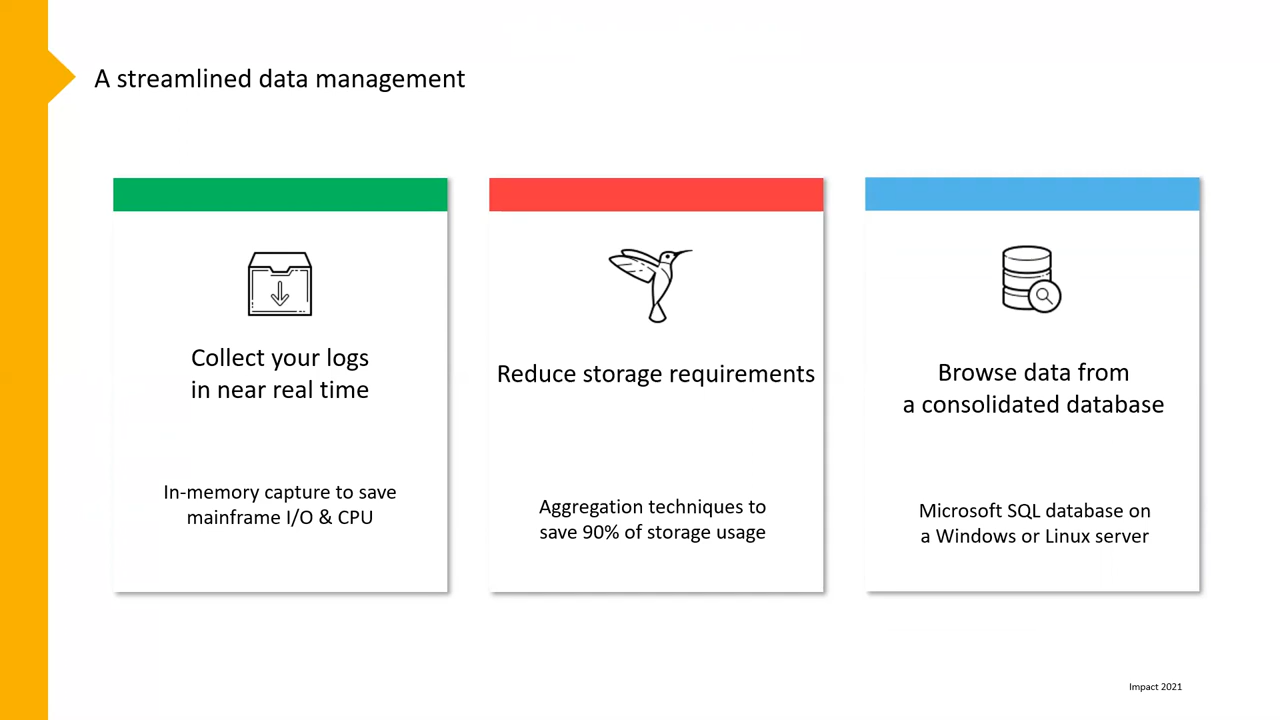 A streamlined data management
Collect your logs
in near real time
In-memory capture to save
mainframe I/O & CPU
Reduce storage requirements
Aggregation techniques to
save 90% of storage usage
Browse data from
a consolidated database
Microsoft SQL database on
a Windows or Linux server
Impact 2021